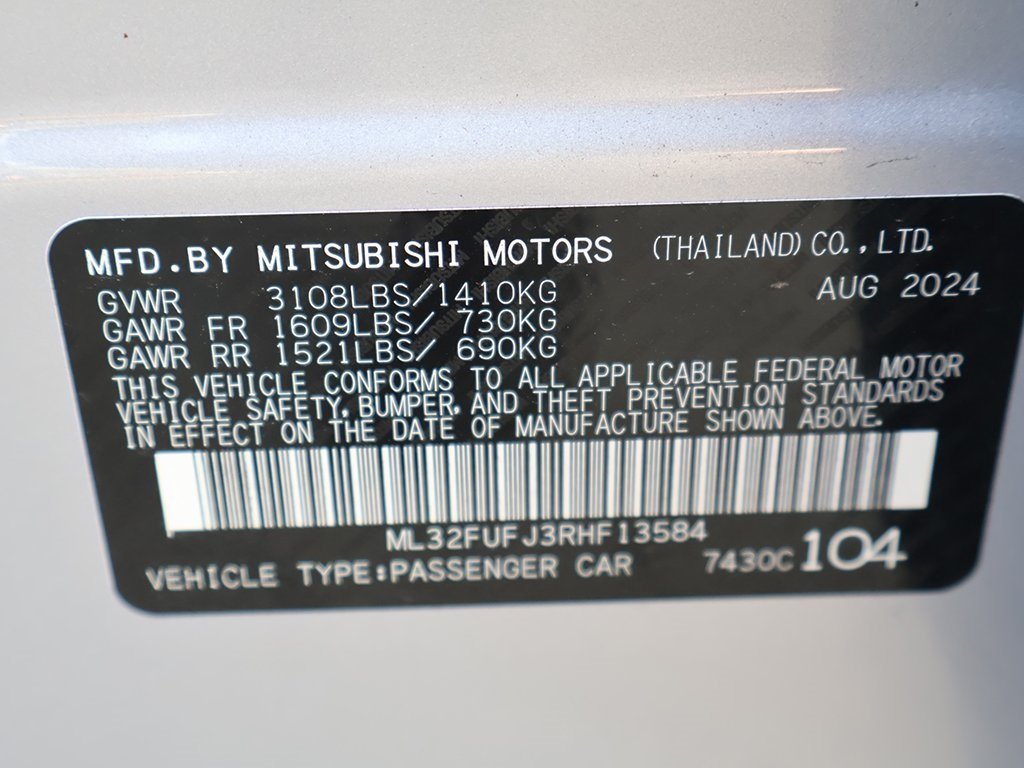 MFD.BY MITSUBISHI MOTORS (THAILAND) CO., LTD.
GVWR 3108LBS/1410KG AUG 2024
GAWR FR 1609LBS/ 730KG
GAWR RR 1521LBS/ 690KG
THIS VEHICLE CONFORMS TO ALL APPLICABLE FEDERAL MOTOR
VEHICLE SAFETY, BUMPER, AND THEFT PREVENTION STANDARDS
IN EFFECT ON THE DATE OF MANUFACTURE SHOWN ABOVE.
ML32FUFJ3RHF13584
VEHICLE TYPE:PASSENGER CAR 7430C 104